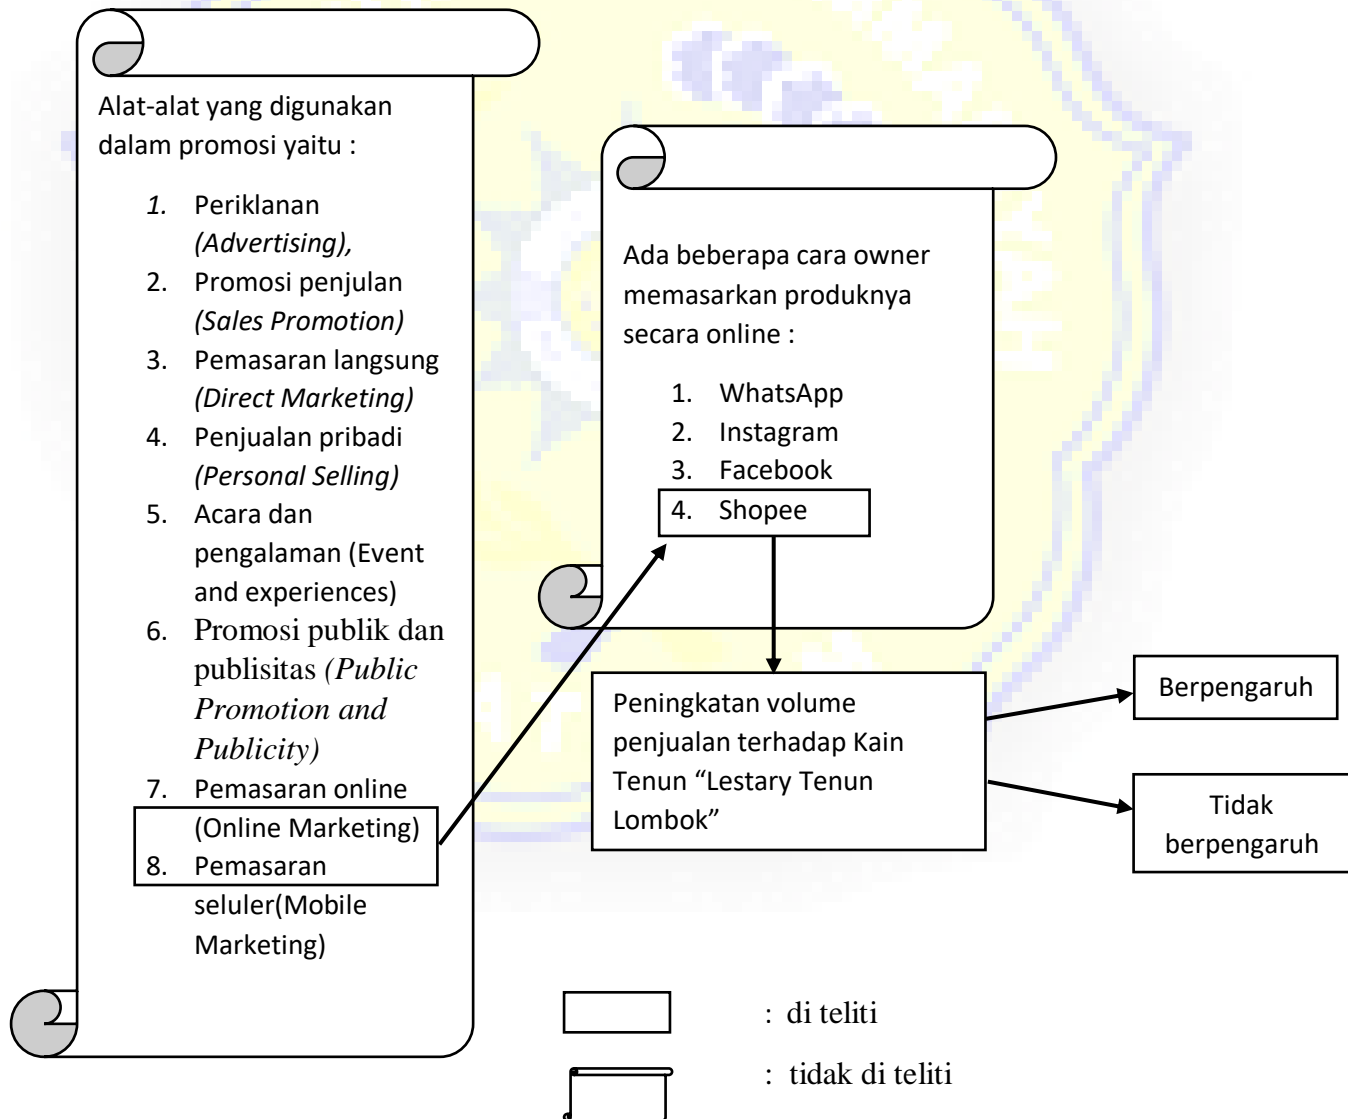 Alat-alat yang digunakan
dalam promosi yaitu :
1. Periklanan
(Advertising),
2. Promosi penjulan
(Sales Promotion)
3. Pemasaran langsung
(Direct Marketing)
4. Penjualan pribadi
(Personal Selling)
5. Acara dan
pengalaman (Event
and experiences)
6. Promosi publik dan
publisitas (Public
Promotion and
Publicity)
7. Pemasaran online
(Online Marketing)
8. Pemasaran
seluler(Mobile
Marketing)
Ada beberapa cara owner
memasarkan produknya
secara online :
1. WhatsApp
2. Instagram
3. Facebook
4. Shopee
Peningkatan volume
penjualan terhadap Kain
Tenun “Lestary Tenun
Lombok”
Berpengaruh
Tidak
berpengaruh
: di teliti
: tidak di teliti